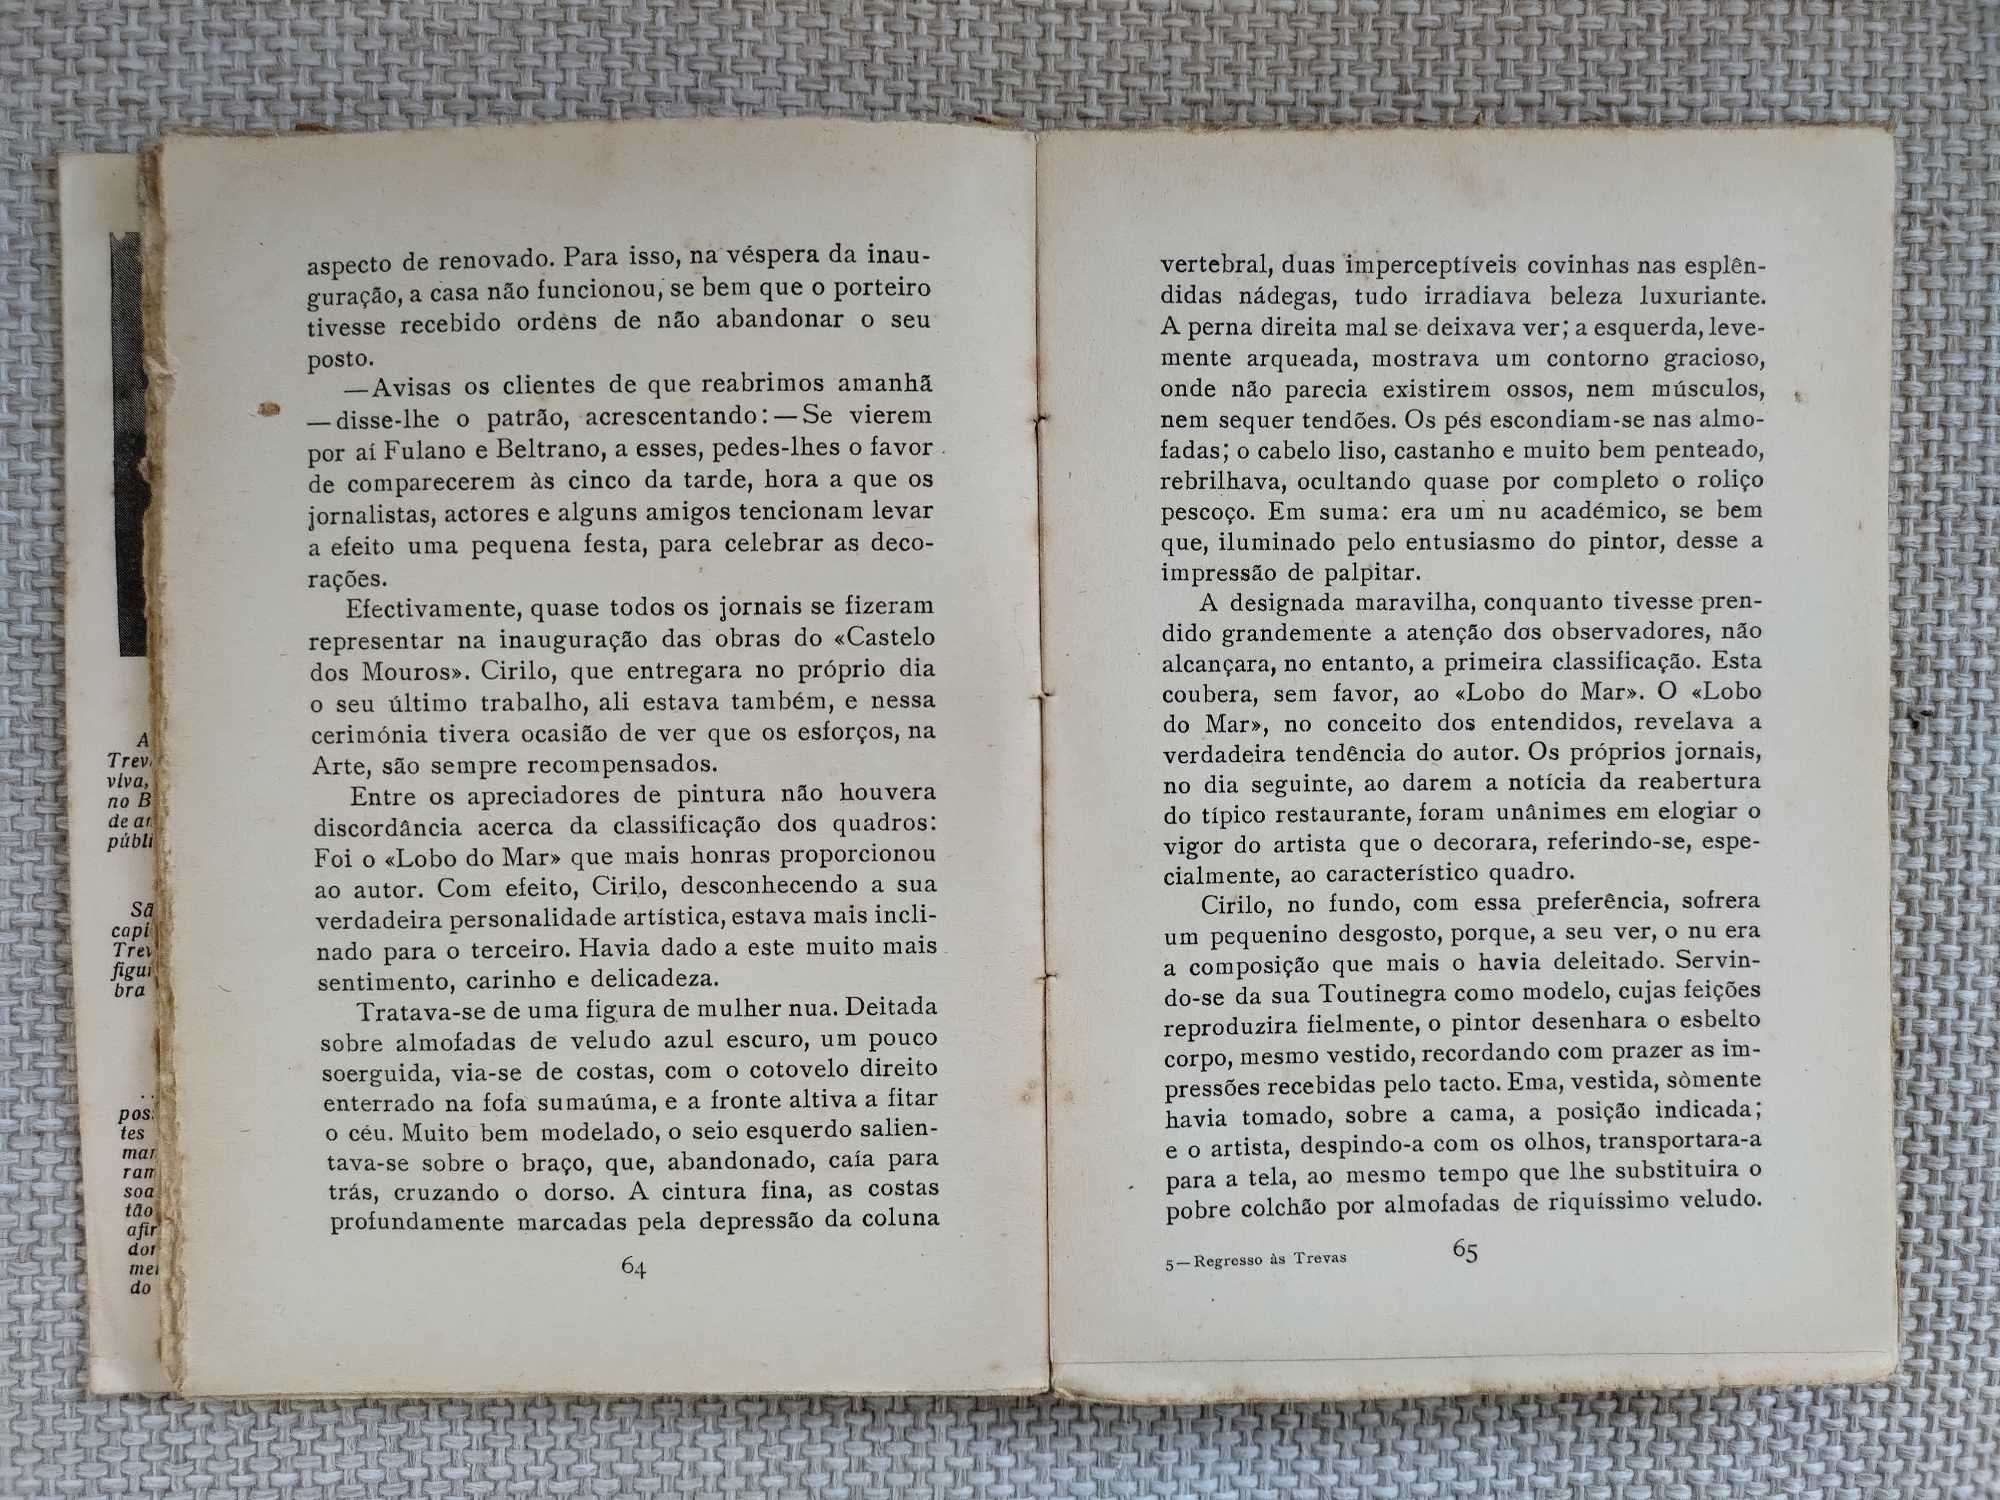 A
Trev
viva,
no B
de ar
públi
Sã
capi
Trev
figu
bra
. .
pos
tes
mar
ram
soa
tão
afir
dor
me
do
aspecto de renovado. Para isso, na véspera da inau-
guração, a casa não funcionou, se bem que o porteiro
tivesse recebido ordens de não abandonar o seu
posto.
—Avisas os clientes de que reabrimos amanhã
—disse-lhe o patrão, acrescentando:—Se vierem
por aí Fulano e Beltrano, a esses, pedes-lhes o favor
de comparecerem às cinco da tarde, hora a que os
jornalistas, actores e alguns amigos tencionam levar
a efeito uma pequena festa, para celebrar as deco-
rações.
Efectivamente, quase todos os jornais se fizeram
representar na inauguração das obras do «Castelo
dos Mouros». Cirilo, que entregara no próprio dia
o seu último trabalho, ali estava também, e nessa
cerimónia tivera ocasião de ver que os esforços, na
Arte, são sempre recompensados.
Entre os apreciadores de pintura não houvera
discordância acerca da classificação dos quadros:
Foi o «Lobo do Mar» que mais honras proporcionou
ao autor. Com efeito, Cirilo, desconhecendo a sua
verdadeira personalidade artística, estava mais incli-
nado para o terceiro. Havia dado a este muito mais
sentimento, carinho e delicadeza.
Tratava-se de uma figura de mulher nua. Deitada
sobre almofadas de veludo azul escuro, um pouco
soerguida, via-se de costas, com o cotovelo direito
enterrado na fofa sumaúma, e a fronte altiva a fitar
o céu. Muito bem modelado, o seio esquerdo salien-
tava-se sobre o braço, que, abandonado, caía para
trás, cruzando o dorso. A cintura fina, as costas
profundamente marcadas pela depressão da coluna
64
vertebral, duas imperceptíveis covinhas nas esplên-
didas nádegas, tudo irradiava beleza luxuriante.
A perna direita mal se deixava ver; a esquerda, leve-
mente arqueada, mostrava um contorno gracioso,
onde não parecia existirem ossos, nem músculos,
nem sequer tendões. Os pés escondiam-se nas almo-
fadas; o cabelo liso, castanho e muito bem penteado,
rebrilhava, ocultando quase por completo o roliço
pescoço. Em suma: era um nu académico, se bem
que, iluminado pelo entusiasmo do pintor, desse a
impressão de palpitar.
A designada maravilha, conquanto tivesse pren-
dido grandemente a atenção dos observadores, não
alcançara, no entanto, a primeira classificação. Esta
coubera, sem favor, ao «Lobo do Mar». O «Lobo
do Mar», no conceito dos entendidos, revelava a
verdadeira tendência do autor. Os próprios jornais,
no dia seguinte, ao darem a notícia da reabertura
do típico restaurante, foram unânimes em elogiar o
vigor do artista que o decorara, referindo-se, espe-
cialmente, ao característico quadro.
Cirilo, no fundo, com essa preferência, sofrera
um pequenino desgosto, porque, a seu ver, o nu era
a composição que mais o havia deleitado. Servin-
do-se da sua Toutinegra como modelo, cujas feições
reproduzira fielmente, o pintor desenhara o esbelto
corpo, mesmo vestido, recordando com prazer as im-
pressões recebidas pelo tacto. Ema, vestida, sòmente
havia tomado, sobre a cama, a posição indicada;
e o artista, despindo-a com os olhos, transportara-a
para a tela, ao mesmo tempo que lhe substituira o
pobre colchão por almofadas de riquíssimo veludo.
5—Regresso às Trevas
65